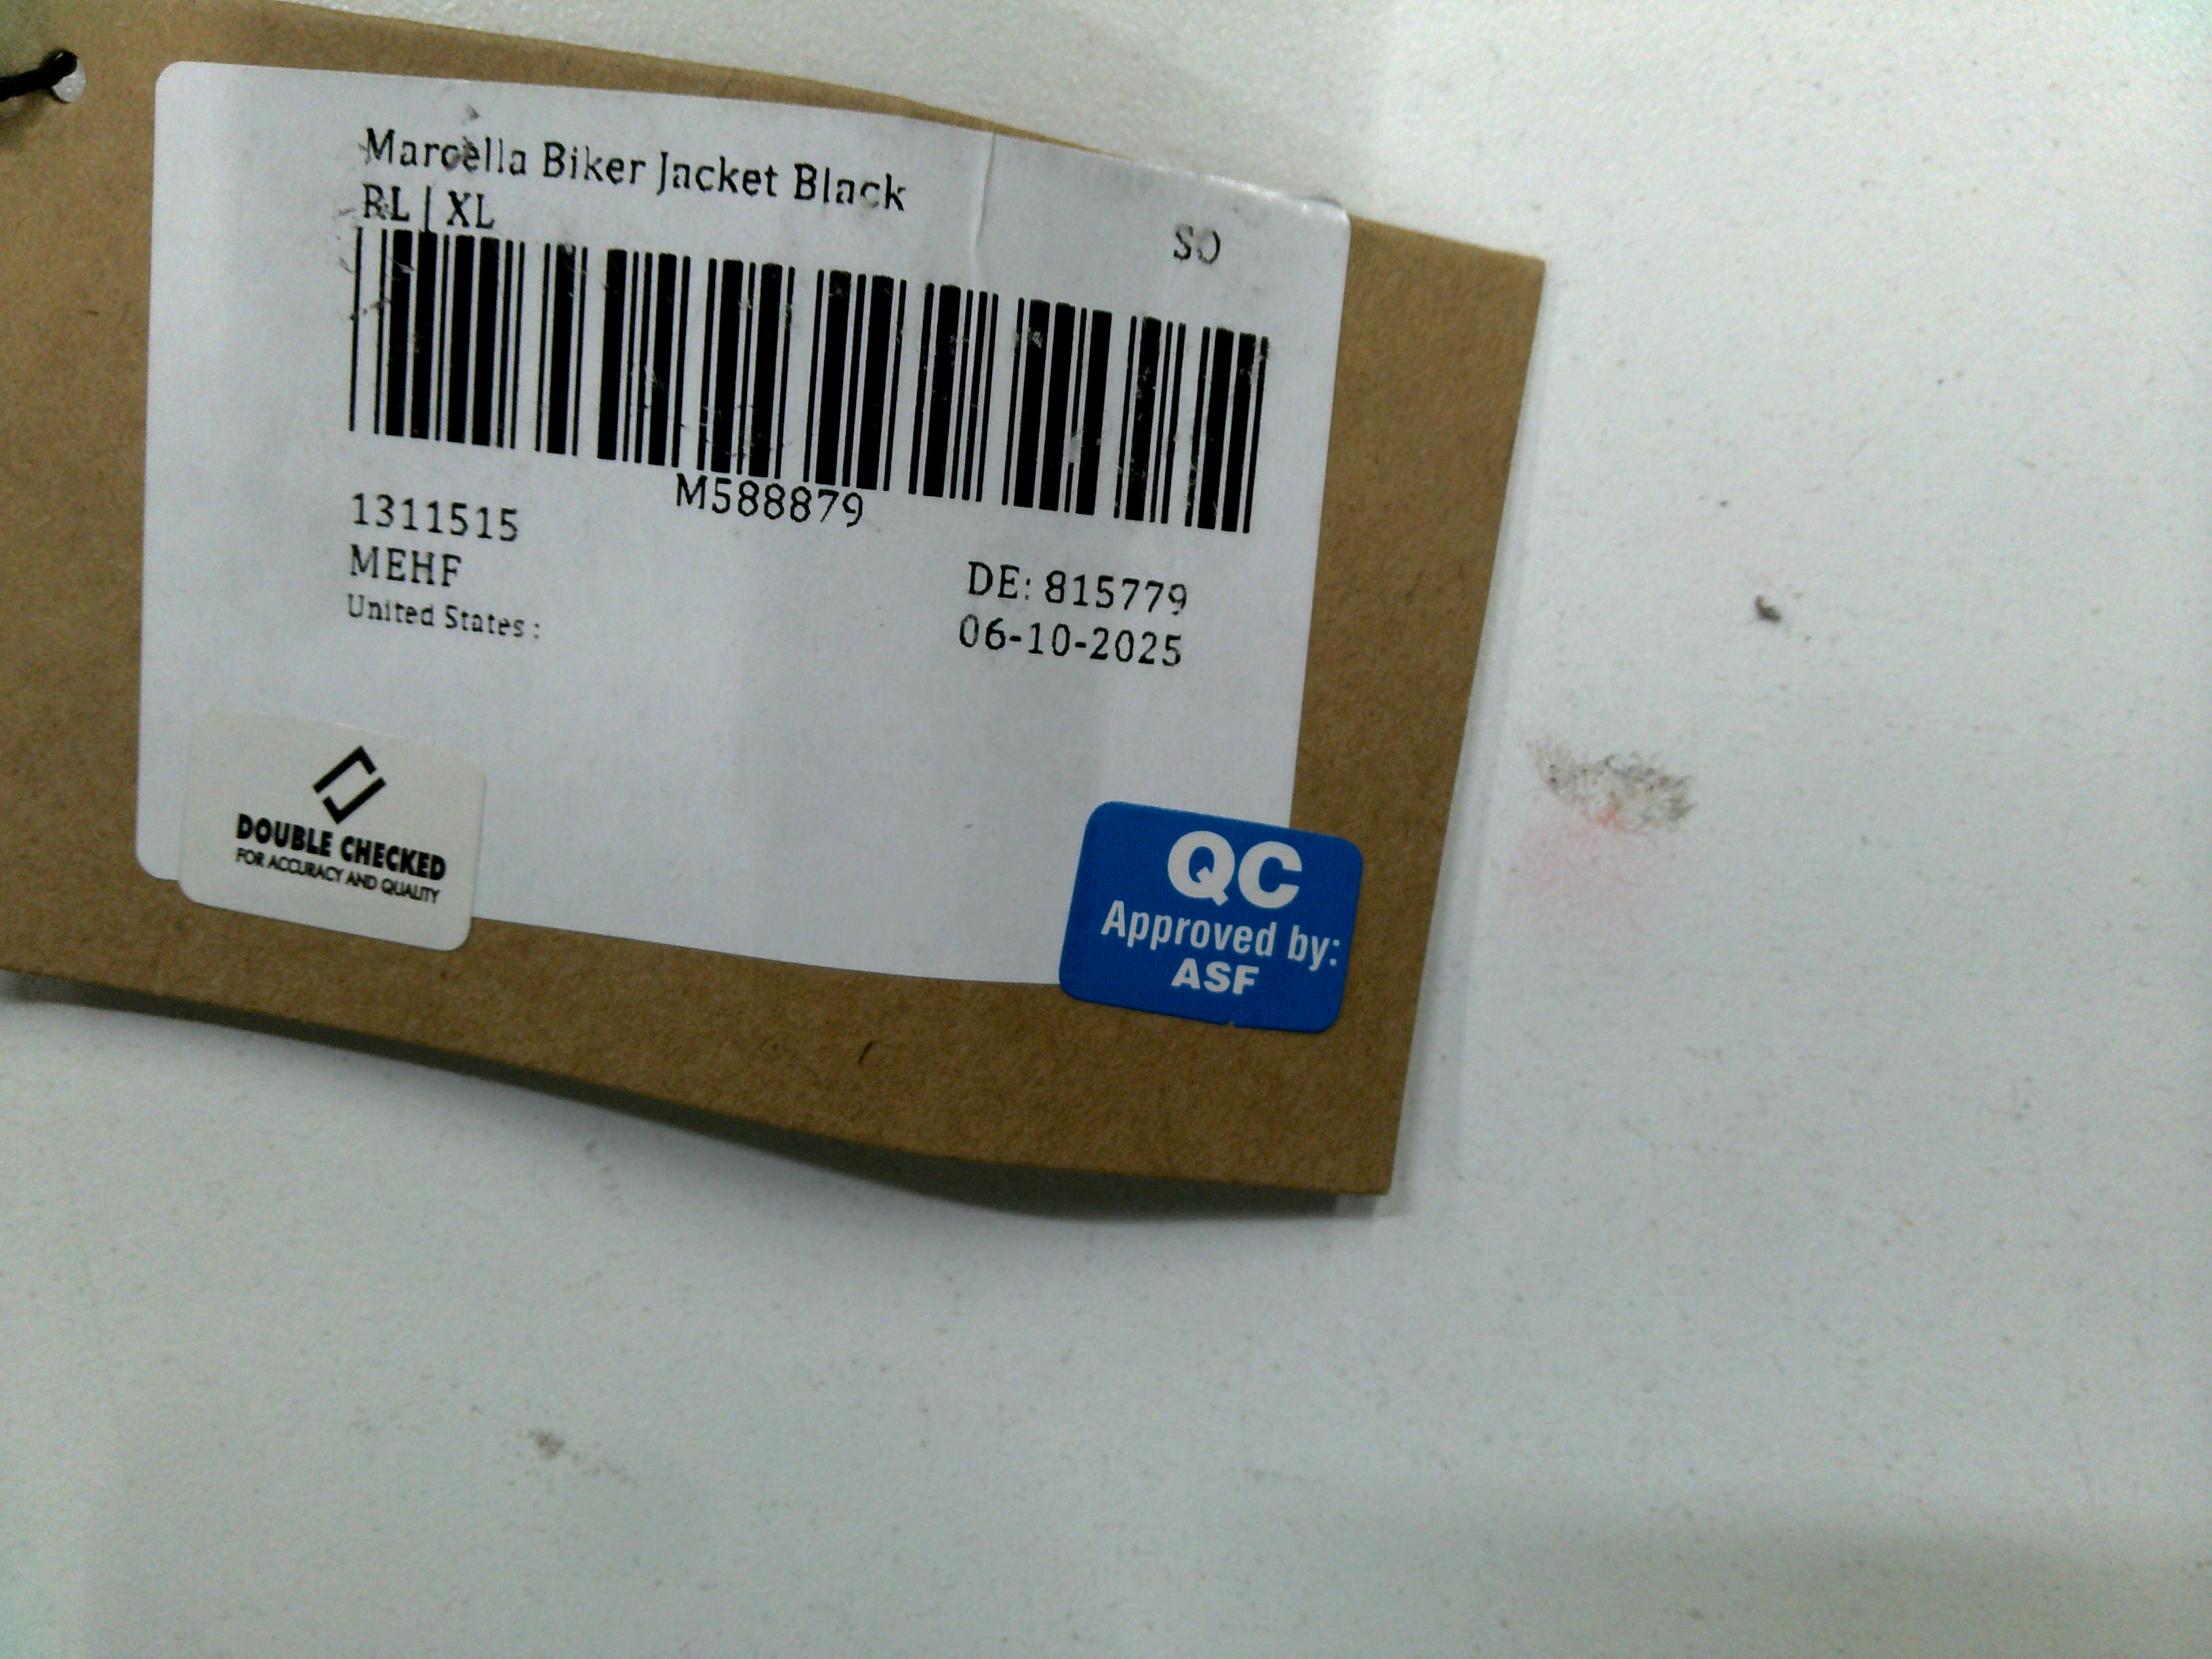 Marcella Biker Jacket Black
RL | XL
SO
M588879
1311515
MEHF
United States :
DE: 815779
06-10-2025
DOUBLE CHECKED
FOR ACCURACY AND QUALITY
QC
Approved by:
ASF